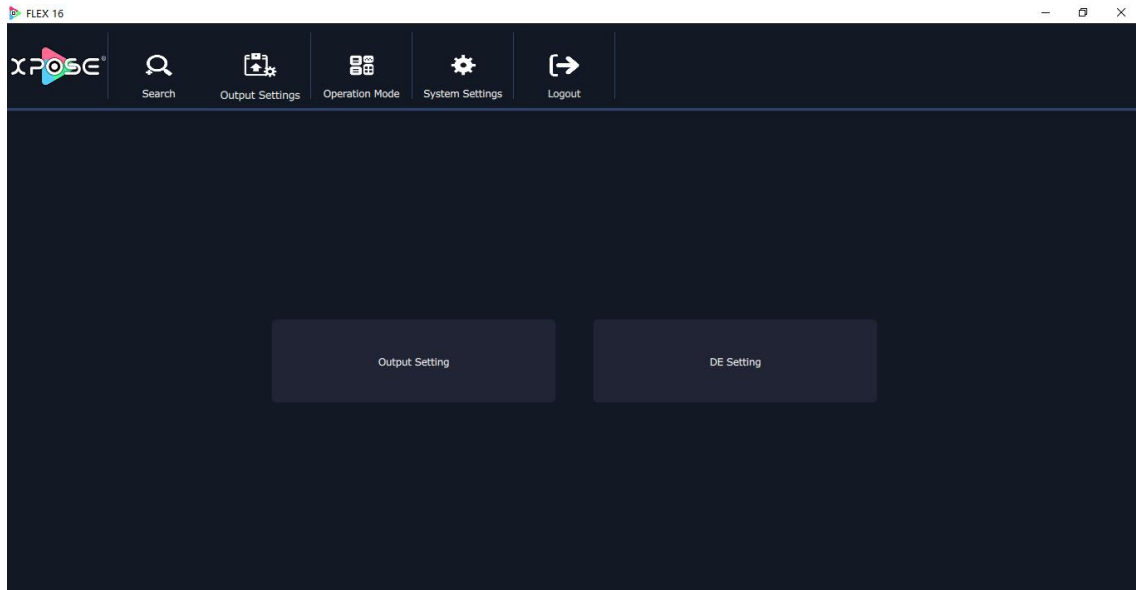 FLEX 16
XPOSE®
Search
Output Settings
Operation Mode
System Settings
Logout
Output Setting
DE Setting